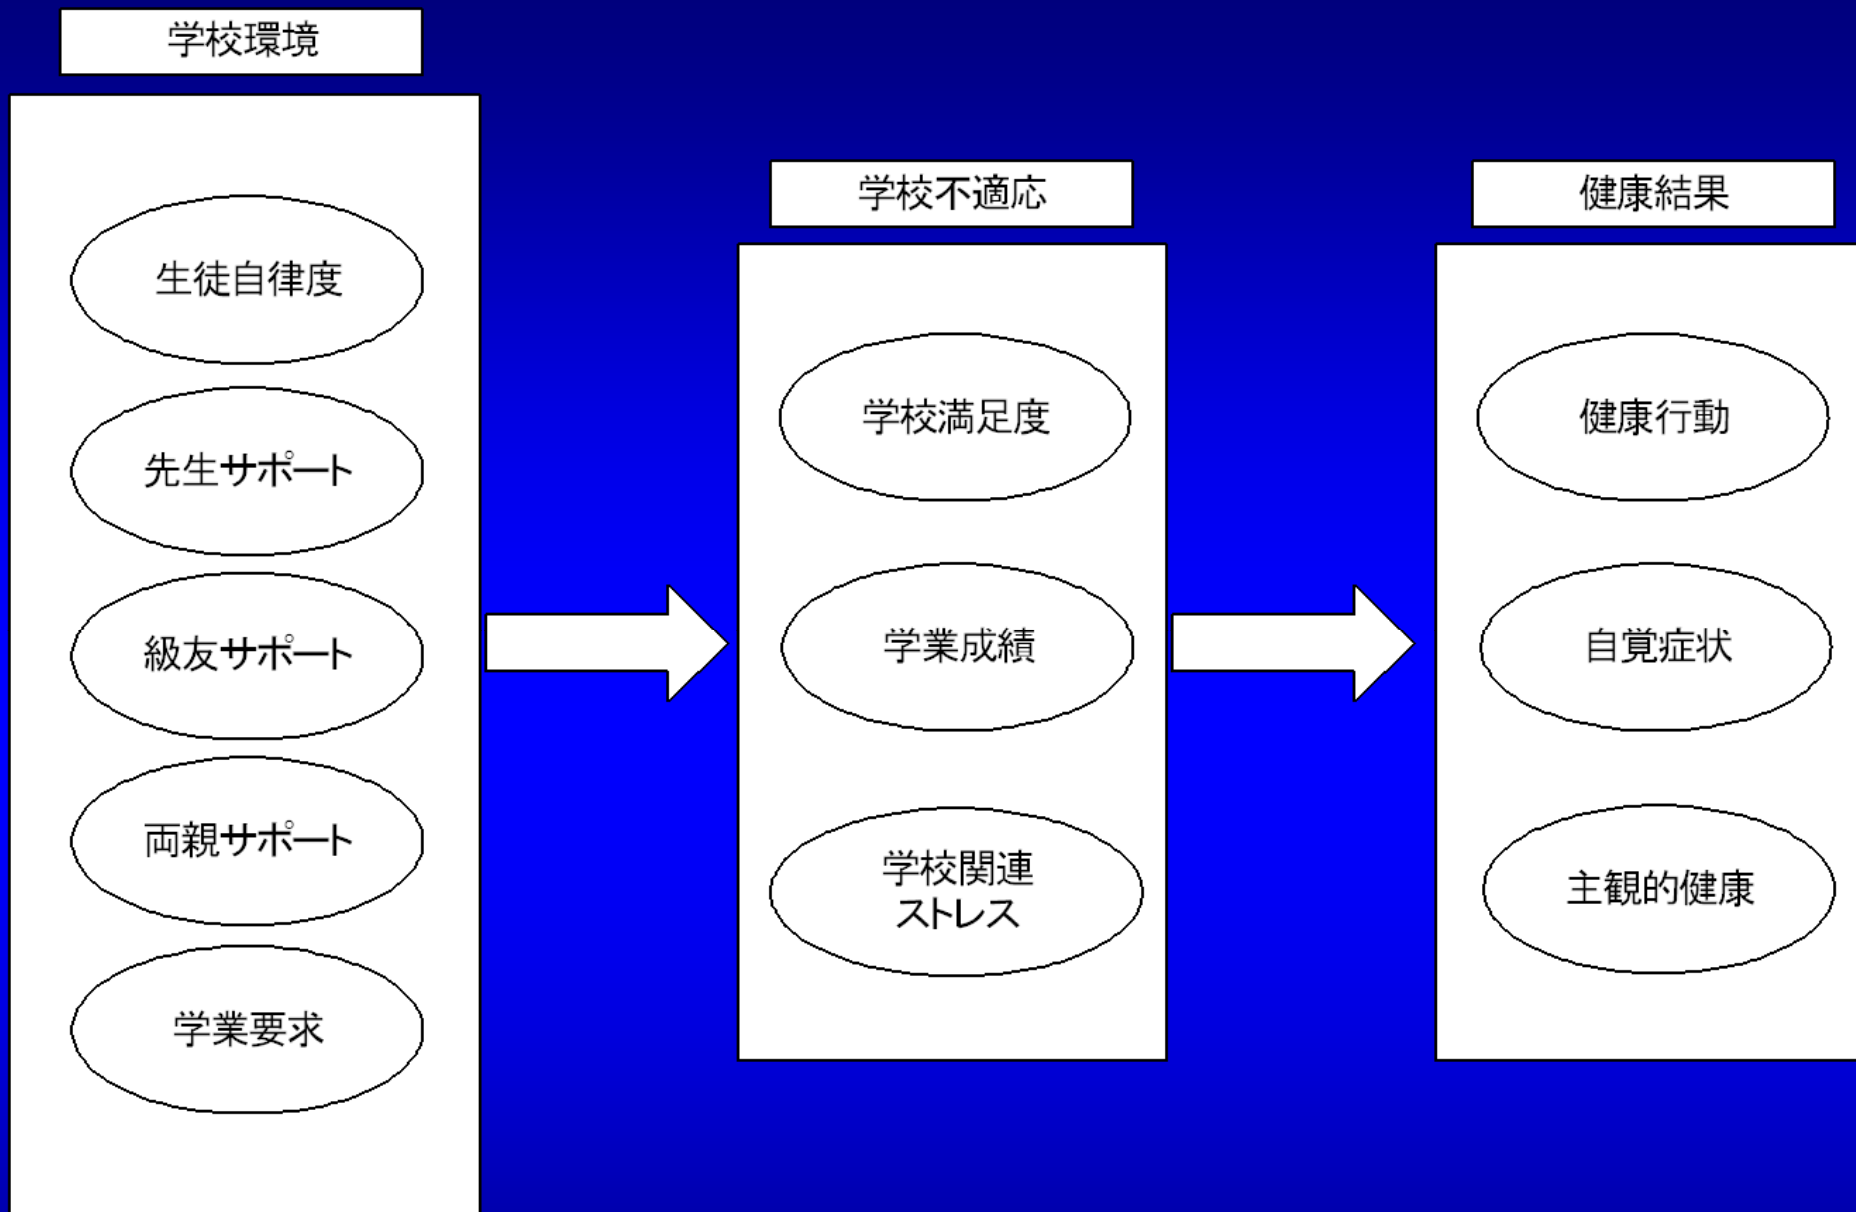 学校環境
生徒自律度
先生サポート
級友サポート
両親サポート
学業要求
学校不適応
学校満足度
学業成績
学校関連
ストレス
健康結果
健康行動
自覚症状
主観的健康